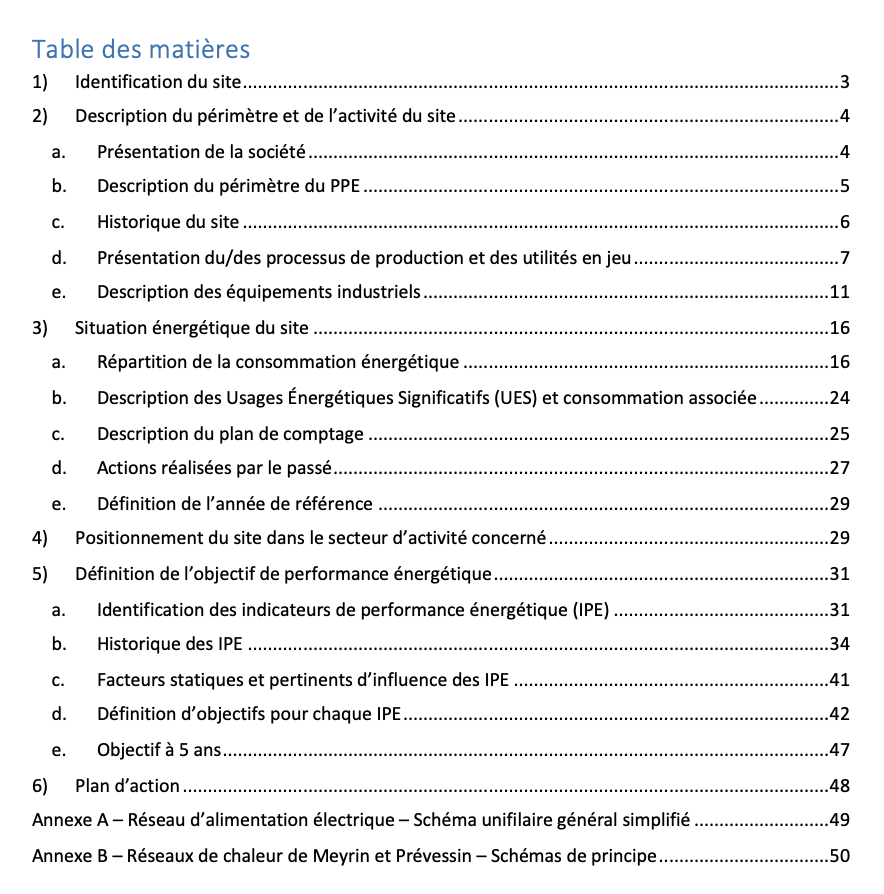 Table des matières
1) Identification du site.....3
2) Description du périmètre et de l’activité du site.....4
a. Présentation de la société.....4
b. Description du périmètre du PPE.....5
c. Historique du site.....6
d. Présentation du/des processus de production et des utilités en jeu.....7
e. Description des équipements industriels.....11
3) Situation énergétique du site.....16
a. Répartition de la consommation énergétique.....16
b. Description des Usages Énergétiques Significatifs (UES) et consommation associée.....24
c. Description du plan de comptage.....25
d. Actions réalisées par le passé.....27
e. Définition de l’année de référence.....29
4) Positionnement du site dans le secteur d’activité concerné.....29
5) Définition de l’objectif de performance énergétique.....31
a. Identification des indicateurs de performance énergétique (IPE).....31
b. Historique des IPE.....34
c. Facteurs statiques et pertinents d’influence des IPE.....41
d. Définition d’objectifs pour chaque IPE.....42
e. Objectif à 5 ans.....47
6) Plan d’action.....48
Annexe A – Réseau d’alimentation électrique – Schéma unifilaire général simplifié.....49
Annexe B – Réseaux de chaleur de Meyrin et Prévessin – Schémas de principe.....50